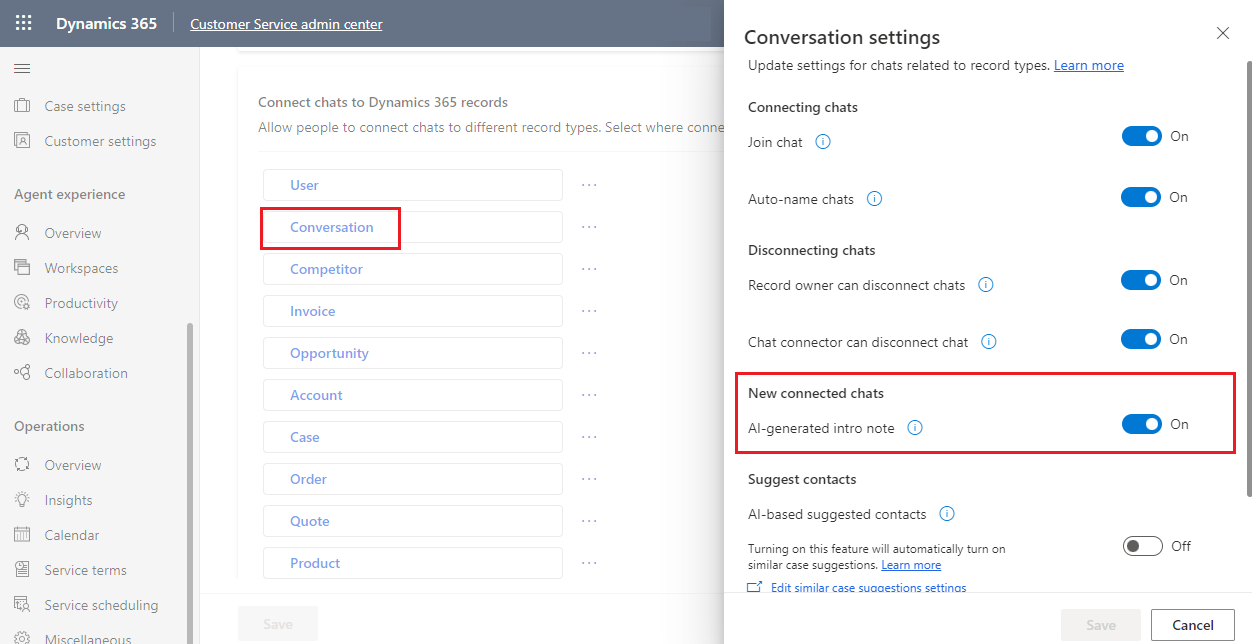 Dynamics 365
Customer Service admin center
Case settings
Customer settings
Agent experience
Overview
Workspaces
Productivity
Knowledge
Collaboration
Operations
Overview
Insights
Calendar
Service terms
Service scheduling
Miscellaneous
Connect chats to Dynamics 365 records
Allow people to connect chats to different record types. Select where conne
User
Conversation
Competitor
Invoice
Opportunity
Account
Case
Order
Quote
Product
Save
Conversation settings
Update settings for chats related to record types. Learn more
Connecting chats
Join chat
On
Auto-name chats
On
Disconnecting chats
Record owner can disconnect chats
On
Chat connector can disconnect chat
On
New connected chats
AI-generated intro note
On
Suggest contacts
AI-based suggested contacts
Turning on this feature will automatically turn on
similar case suggestions. Learn more
Off
Edit similar case suggestions settings
Save
Cancel